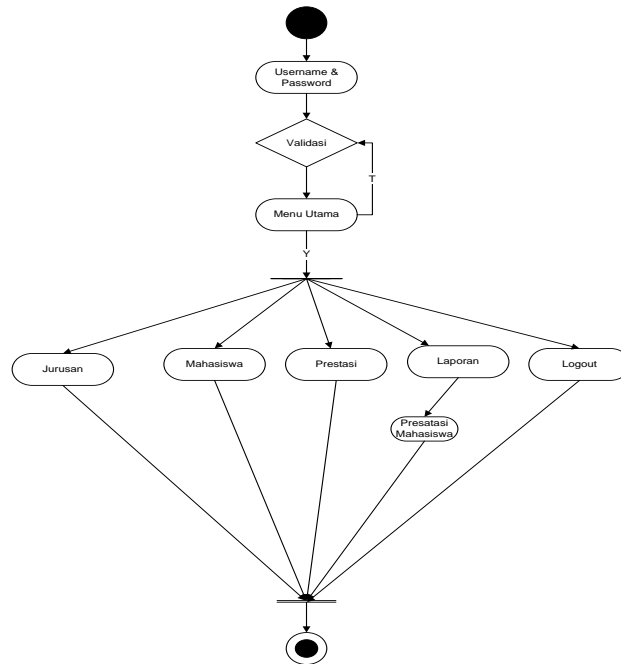 Username &
Password
Validasi
T
Menu Utama
Y
Jurusan
Mahasiswa
Prestasi
Laporan
Logout
Presatasi
Mahasiswa